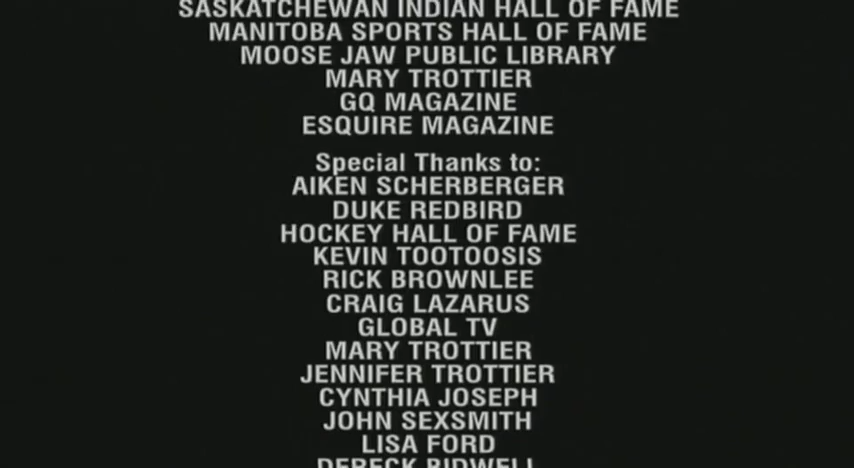 SASKATCHEWAN INDIAN HALL OF FAME
MANITOBA SPORTS HALL OF FAME
MOOSE JAW PUBLIC LIBRARY
MARY TROTTIER
GQ MAGAZINE
ESQUIRE MAGAZINE
Special Thanks to:
AIKEN SCHERBERGER
DUKE REDBIRD
HOCKEY HALL OF FAME
KEVIN TOOTOOSIS
RICK BROWNLEE
CRAIG LAZARUS
GLOBAL TV
MARY TROTTIER
JENNIFER TROTTIER
CYNTHIA JOSEPH
JOHN SEXSMITH
LISA FORD
DERECK BIDWELL